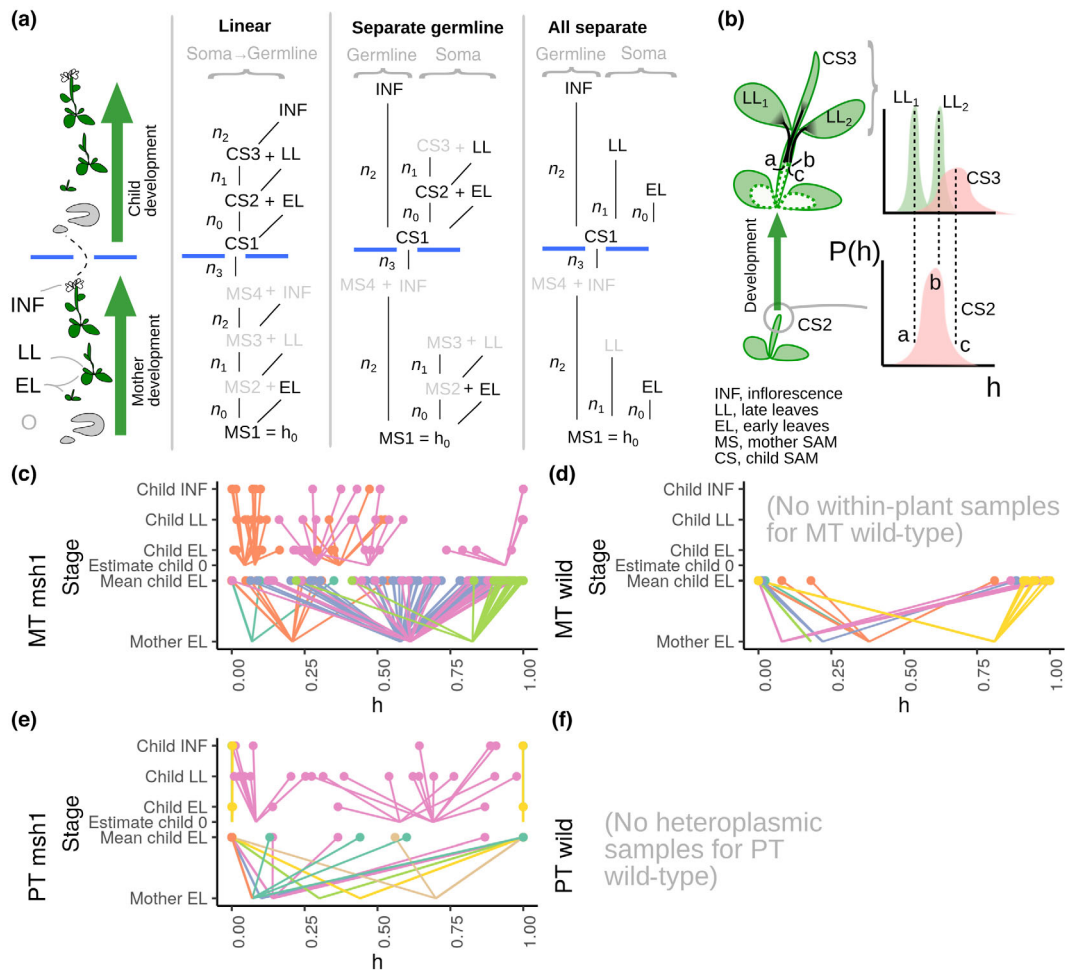 (a)
Linear
Soma→Germline
INF
n2
CS3 + LL
n1
CS2 + EL
n0
CS1
n3
MS4 + INF
n2
MS3 + LL
n1
MS2 + EL
n0
MS1 = h0
Separate germline
Germline Soma
INF
CS3 + LL
n2
n1
CS2 + EL
n0
CS1
n3
MS4 + INF
MS3 + LL
n2
n1
MS2 + EL
n0
MS1 = h0
All separate
Germline Soma
INF
LL
n2
EL
n1
n0
CS1
n3
MS4 + INF
LL
n2
EL
n1
n0
MS1 = h0
Child
development
Mother
development
INF
LL
EL
O
(b)
CS3
LL1
LL2
a
b
c
Development
CS2
LL1
LL2
CS3
P(h)
b
CS2
a
c
h
INF, inflorescence
LL, late leaves
EL, early leaves
MS, mother SAM
CS, child SAM
(c)
MT msh1
Stage
Child INF
Child LL
Child EL
Estimate child 0
Mean child EL
Mother EL
0.00
0.25
0.50
0.75
1.00
h
(d)
MT wild
Stage
Child INF
Child LL
Child EL
Estimate child 0
Mean child EL
Mother EL
(No within-plant samples
for MT wild-type)
0.00
0.25
0.50
0.75
1.00
h
(e)
PT msh1
Stage
Child INF
Child LL
Child EL
Estimate child 0
Mean child EL
Mother EL
0.00
0.25
0.50
0.75
1.00
h
(f)
PT wild
(No heteroplasmic
samples for PT
wild-type)